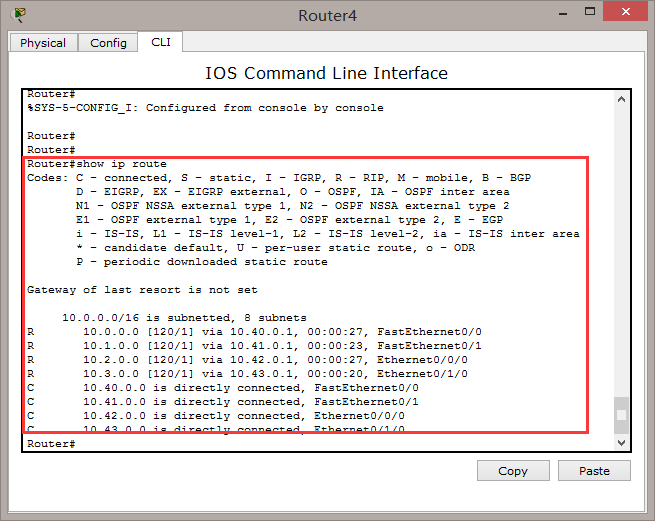 Router4
Physical Config CLI
IOS Command Line Interface
Router#
%SYS-5-CONFIG_I: Configured from console by console
Router#
Router#
Router#show ip route
Codes: C - connected, S - static, I - IGRP, R - RIP, M - mobile, B - BGP
D - EIGRP, EX - EIGRP external, O - OSPF, IA - OSPF inter area
N1 - OSPF NSSA external type 1, N2 - OSPF NSSA external type 2
E1 - OSPF external type 1, E2 - OSPF external type 2, E - EGP
i - IS-IS, L1 - IS-IS level-1, L2 - IS-IS level-2, ia - IS-IS inter area
* - candidate default, U - per-user static route, o - ODR
P - periodic downloaded static route
Gateway of last resort is not set
10.0.0.0/16 is subnetted, 8 subnets
R 10.0.0.0 [120/1] via 10.40.0.1, 00:00:27, FastEthernet0/0
R 10.1.0.0 [120/1] via 10.41.0.1, 00:00:23, FastEthernet0/1
R 10.2.0.0 [120/1] via 10.42.0.1, 00:00:27, Ethernet0/0/0
R 10.3.0.0 [120/1] via 10.43.0.1, 00:00:20, Ethernet0/1/0
C 10.40.0.0 is directly connected, FastEthernet0/0
C 10.41.0.0 is directly connected, FastEthernet0/1
C 10.42.0.0 is directly connected, Ethernet0/0/0
C 10.43.0.0 is directly connected, Ethernet0/1/0
Router#
Copy Paste